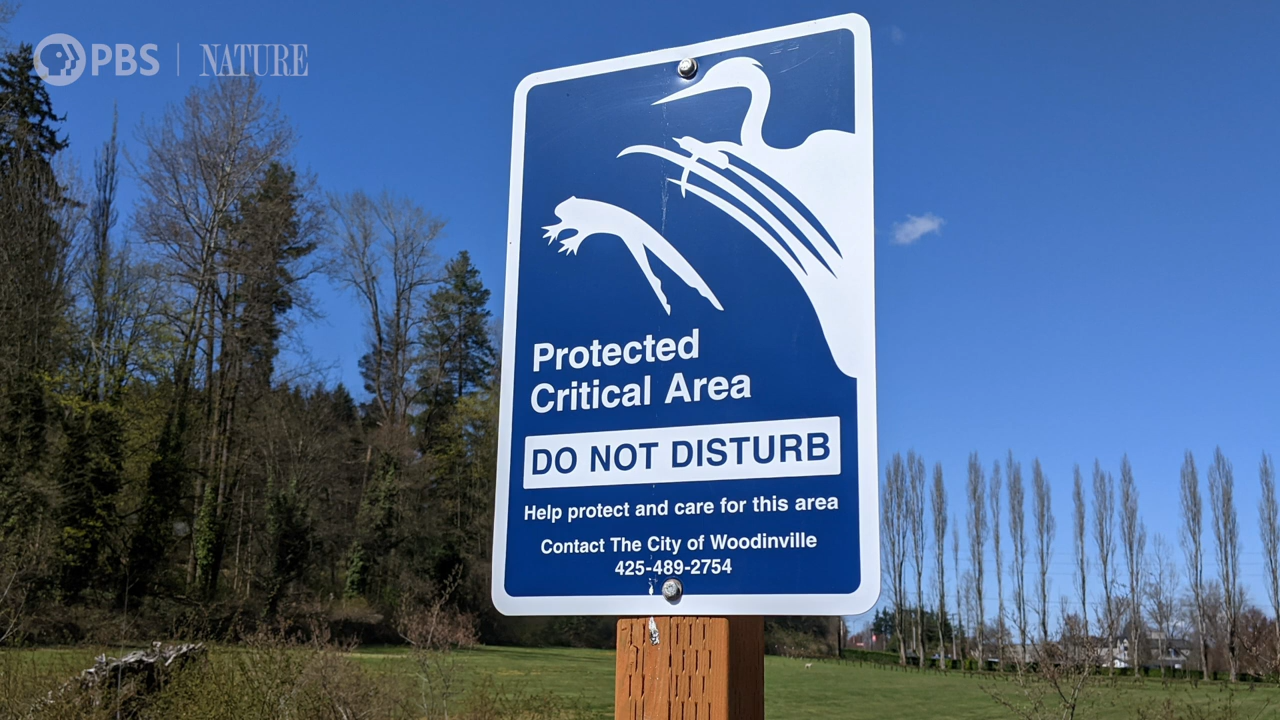 PBS | NATURE
Protected
Critical Area
DO NOT DISTURB
Help protect and care for this area
Contact The City of Woodinville
425-489-2754